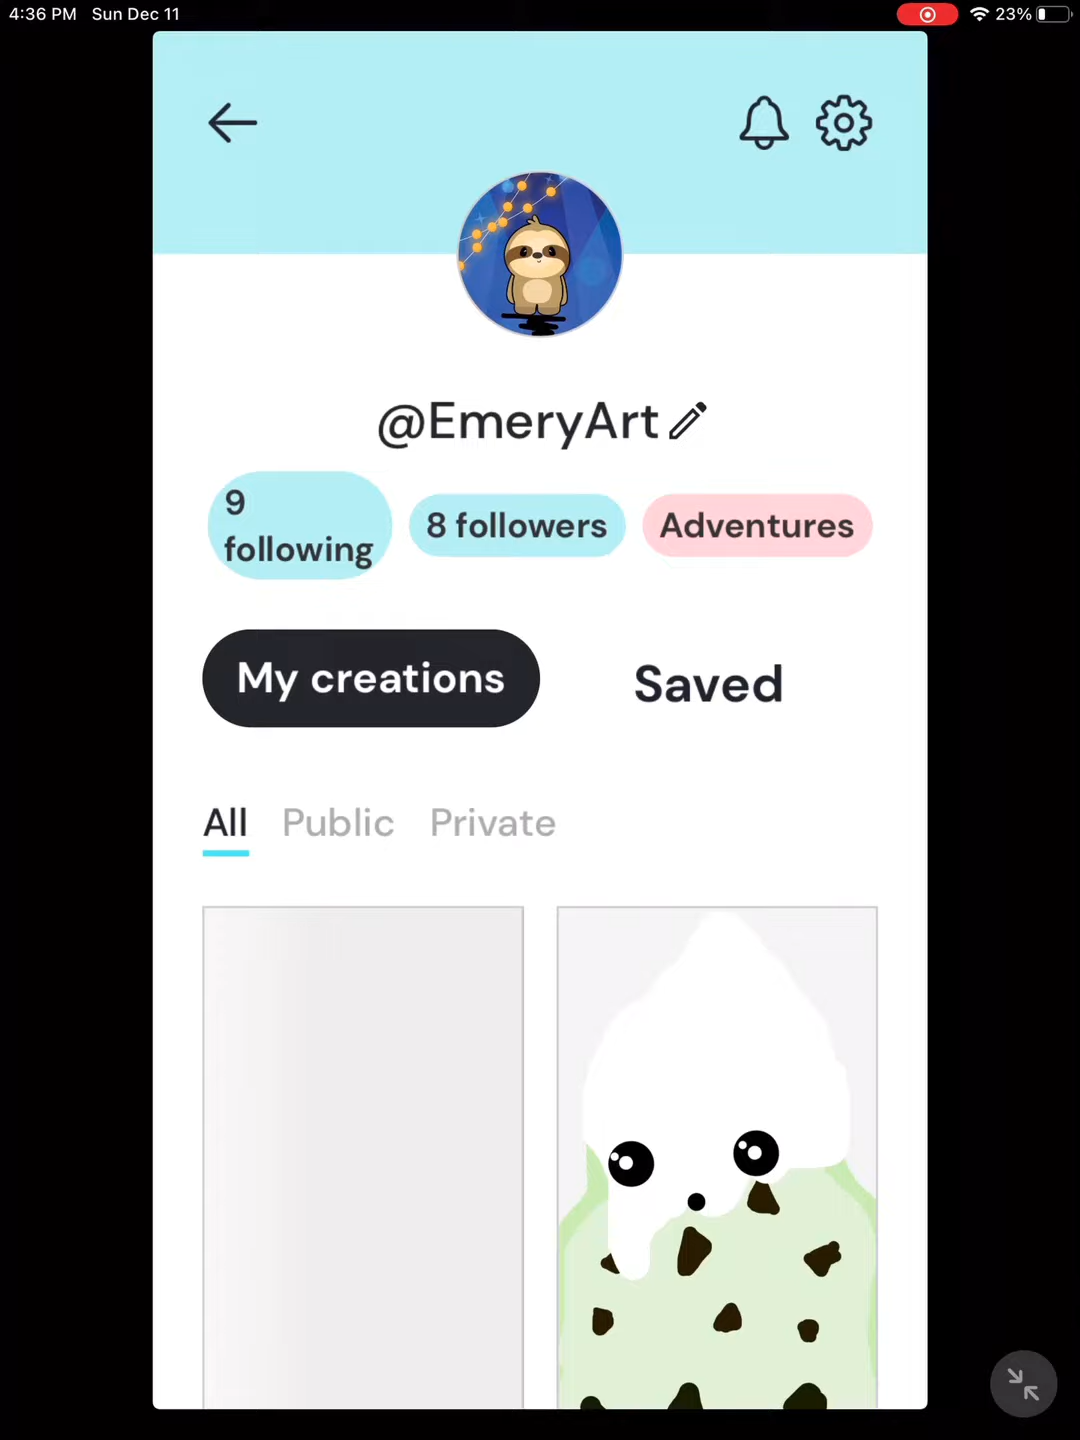 4:36 PM Sun Dec 11
23%
@EmeryArt
9
following
8 followers
Adventures
My creations
Saved
All
Public
Private